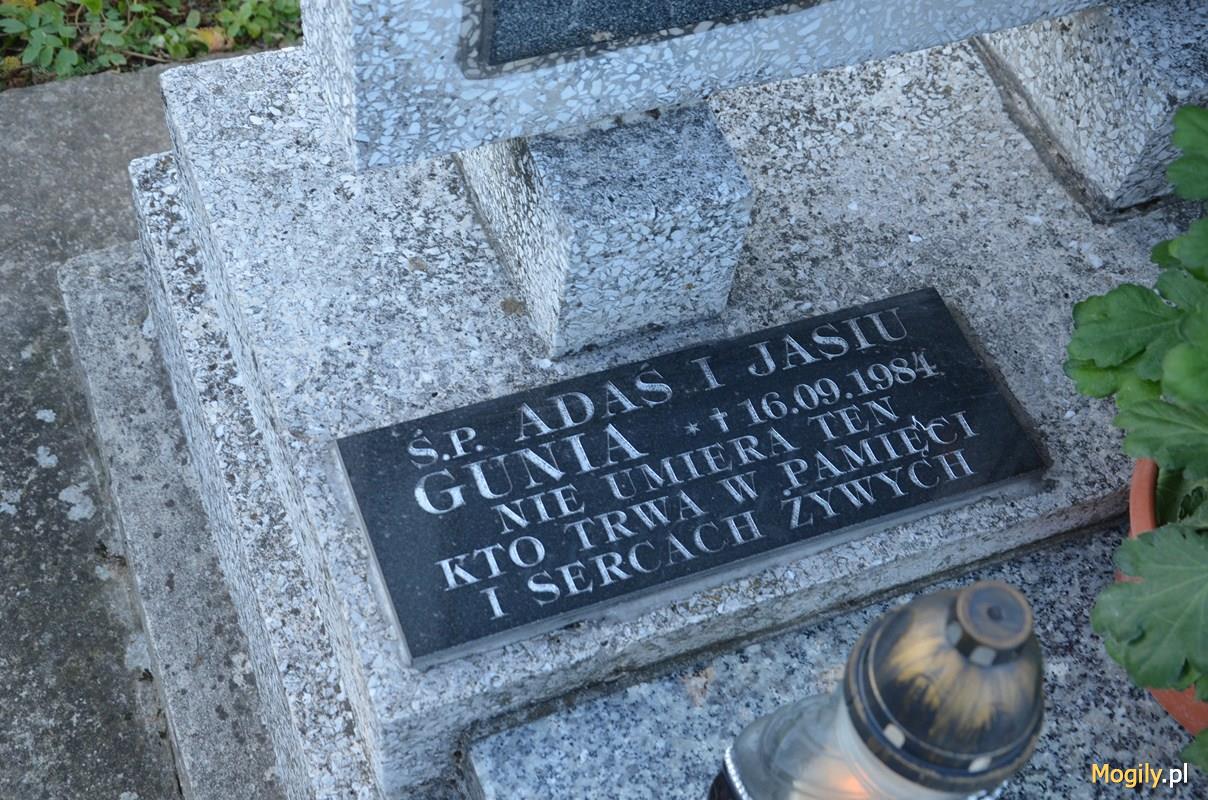 Ś.P. ADAŚ I JASIU
GUNIA * † 16.09.1984
NIE UMIERA TEN
KTO TRWA W PAMIĘCI
I SERCACH ŻYWYCH
Mogily.pl